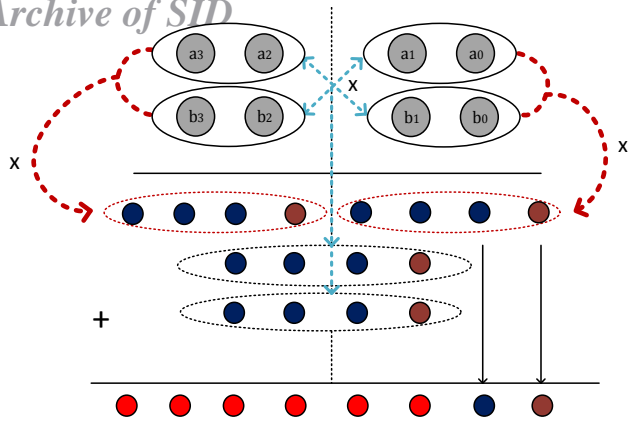 Archive of SID
a3 a2 a1 a0
x
b3 b2 b1 b0
x x
+